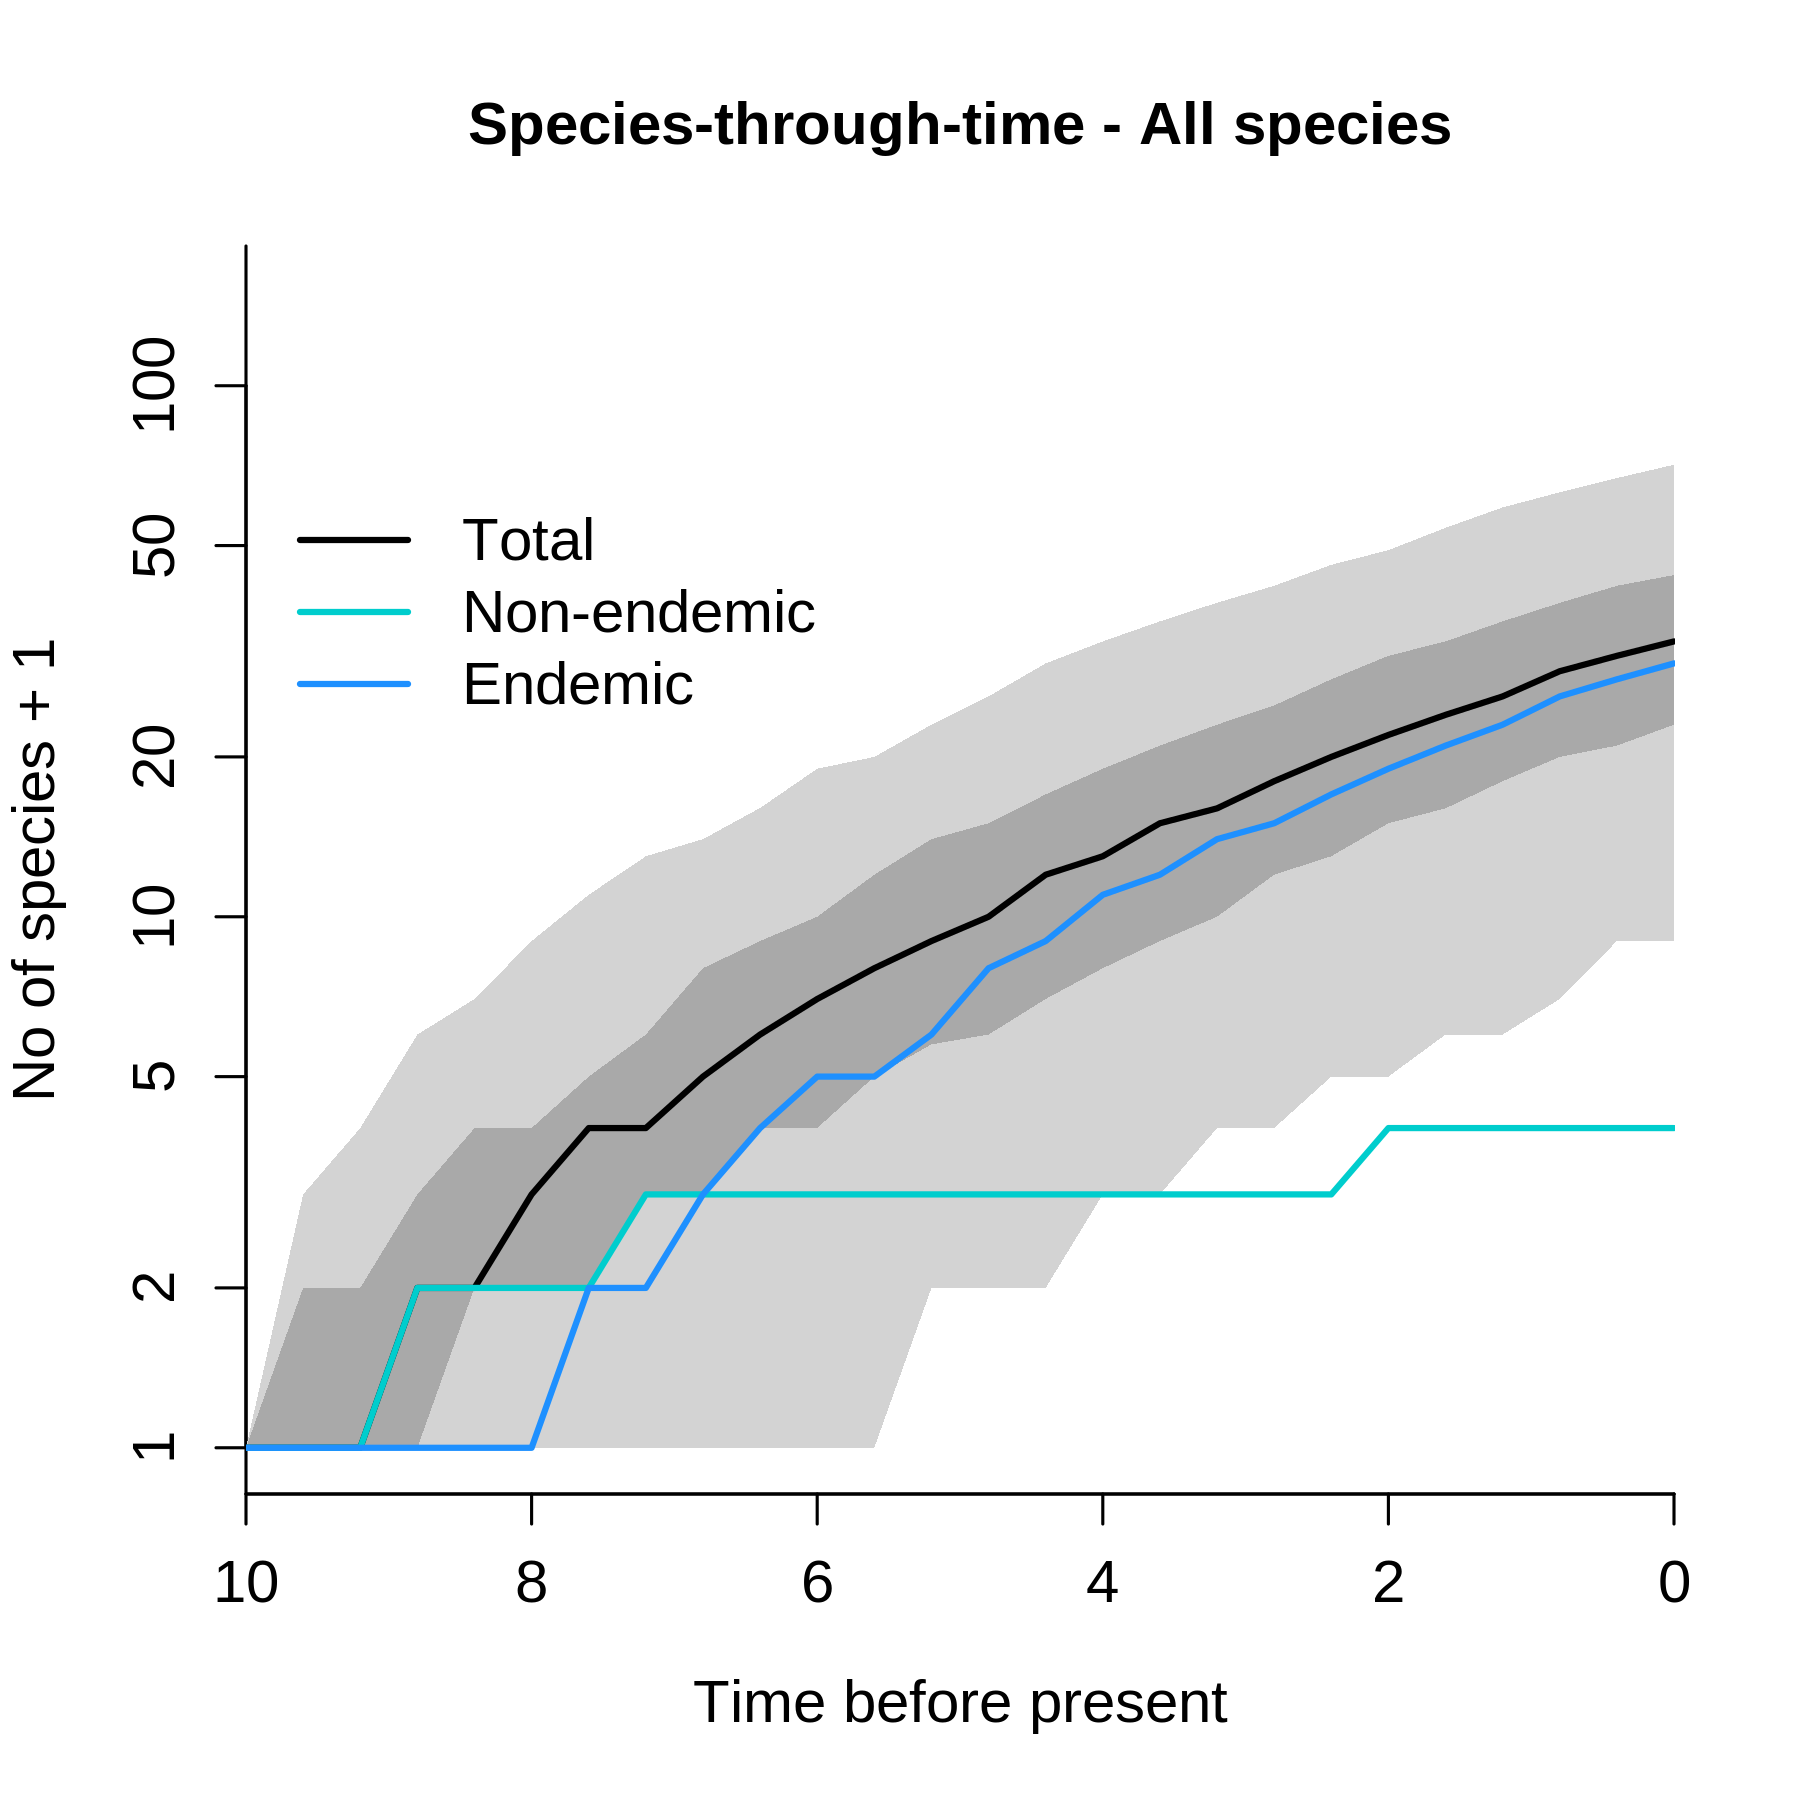 Species-through-time - All species
No of species + 1
100
50
20
10
5
2
1
Total
Non-endemic
Endemic
10 8 6 4 2 0
Time before present